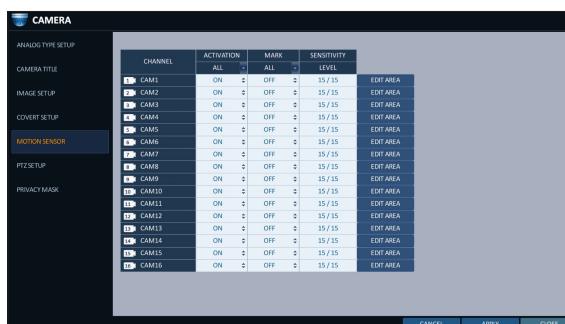 CAMERA
ANALOG TYPE SETUP
CAMERA TITLE
IMAGE SETUP
COVERT SETUP
MOTION SENSOR
PTZ SETUP
PRIVACY MASK
CHANNEL ACTIVATION MARK SENSITIVITY
ALL ALL LEVEL
1 CAM1 ON OFF 15 / 15 EDIT AREA
2 CAM2 ON OFF 15 / 15 EDIT AREA
3 CAM3 ON OFF 15 / 15 EDIT AREA
4 CAM4 ON OFF 15 / 15 EDIT AREA
5 CAM5 ON OFF 15 / 15 EDIT AREA
6 CAM6 ON OFF 15 / 15 EDIT AREA
7 CAM7 ON OFF 15 / 15 EDIT AREA
8 CAM8 ON OFF 15 / 15 EDIT AREA
9 CAM9 ON OFF 15 / 15 EDIT AREA
10 CAM10 ON OFF 15 / 15 EDIT AREA
11 CAM11 ON OFF 15 / 15 EDIT AREA
12 CAM12 ON OFF 15 / 15 EDIT AREA
13 CAM13 ON OFF 15 / 15 EDIT AREA
14 CAM14 ON OFF 15 / 15 EDIT AREA
15 CAM15 ON OFF 15 / 15 EDIT AREA
16 CAM16 ON OFF 15 / 15 EDIT AREA
CANCEL APPLY CLOSE